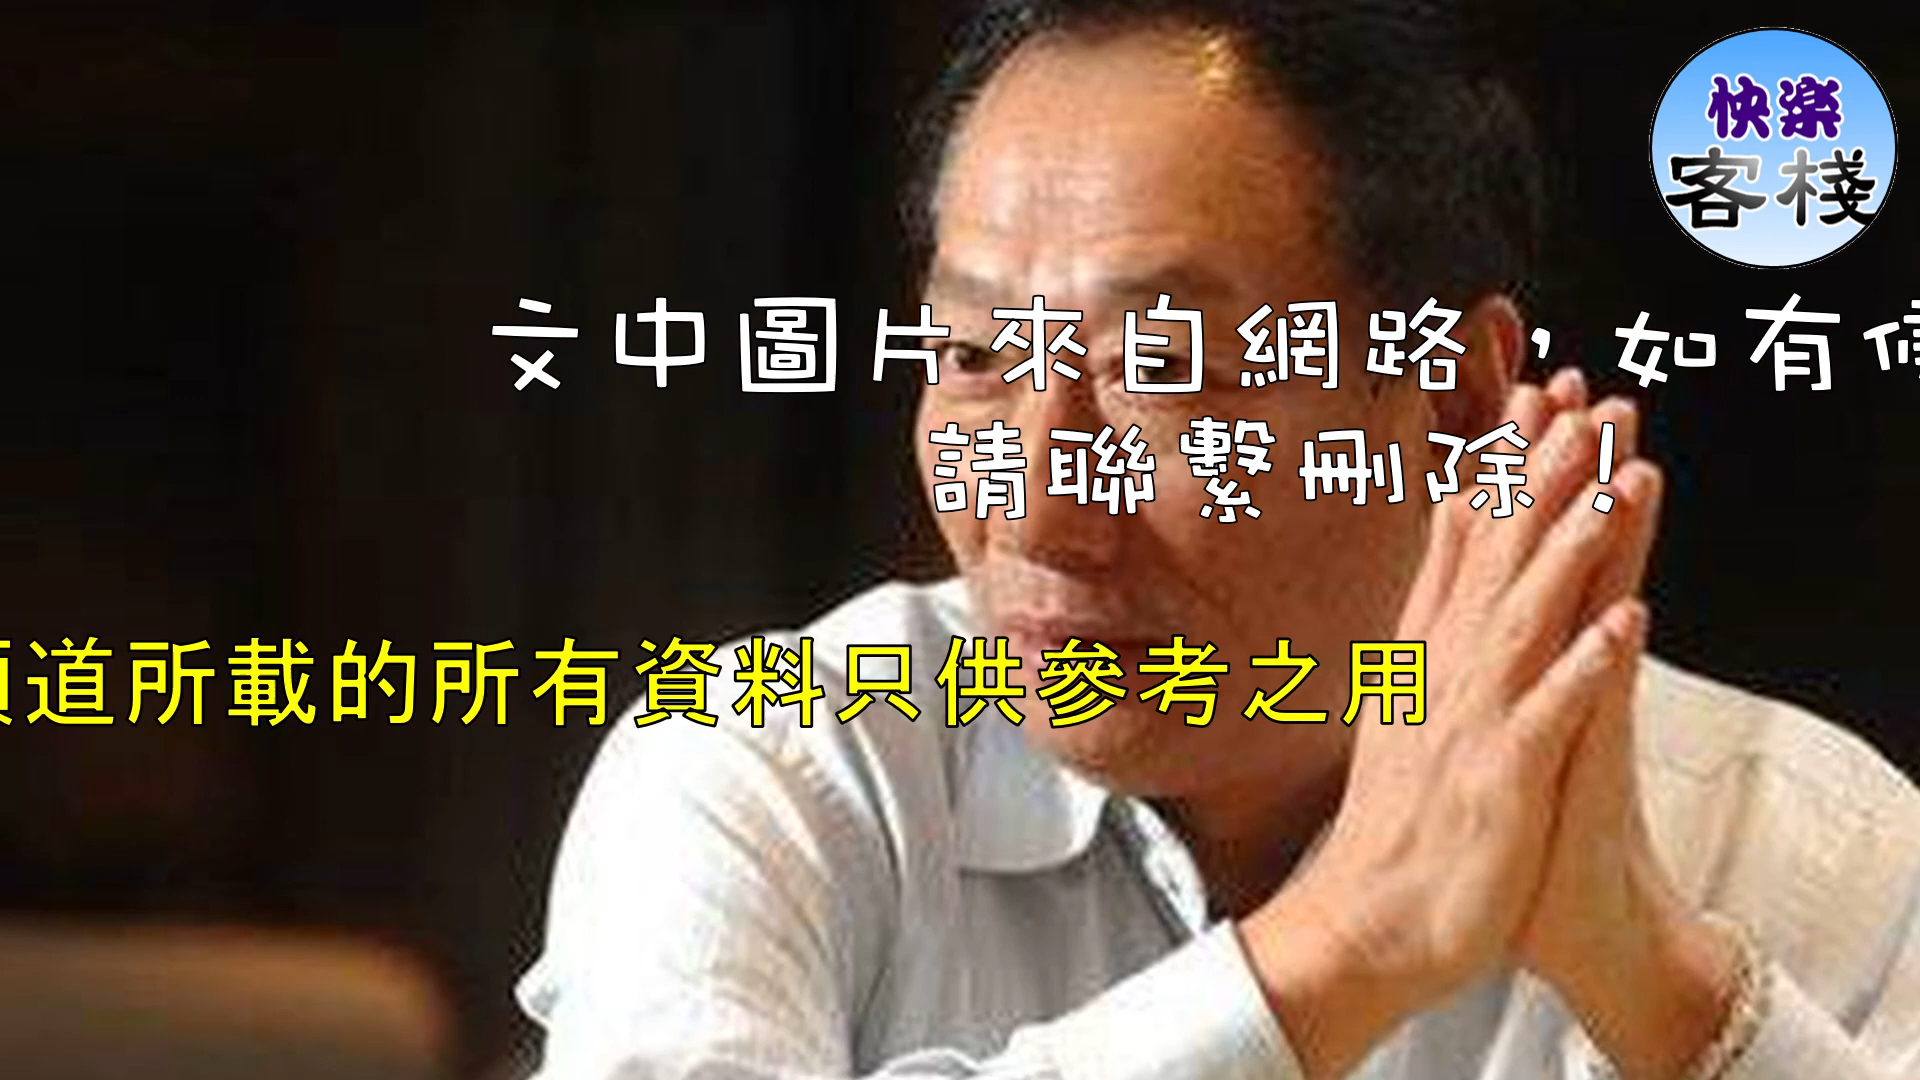 快楽
客棧
文中圖片來自網路，如有
請聯繫刪除！
道所載的所有資料只供參考之用